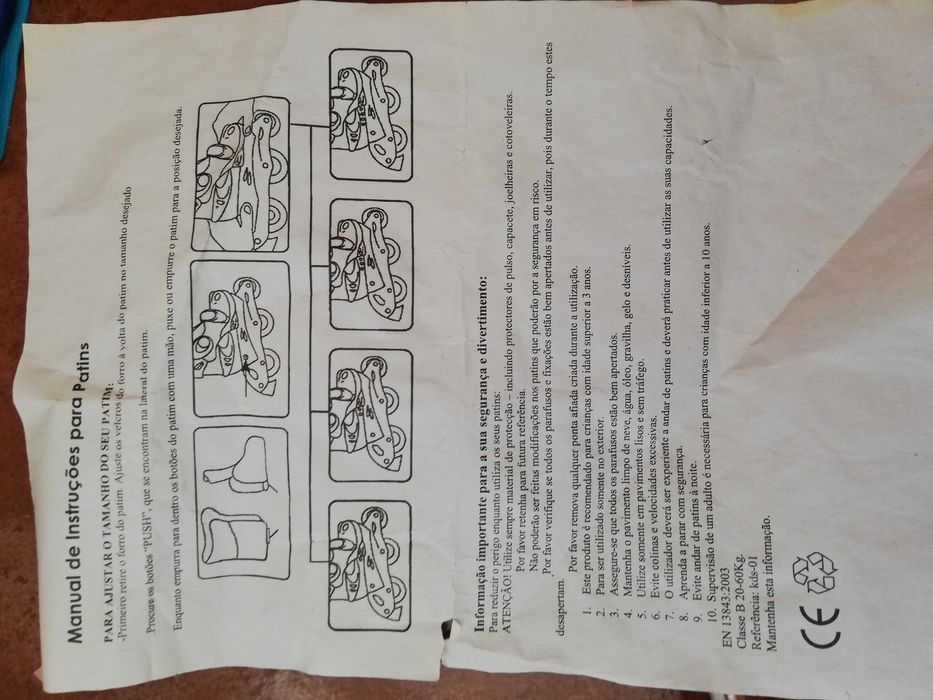 Manual de Instruções para Patins
PARA AJUSTAR O TAMANHO DO SEU PATIM:
-Primeiro retire o forro do patim. Ajuste os velcros do forro à volta do patim no tamanho desejado
.Procure os botões "PUSH", que se encontram na lateral do patim.
Enquanto empurra para dentro os botões do patim com uma mão, puxe ou empurre o patim para a posição desejada.
Informação importante para a sua segurança e divertimento:
Para reduzir o perigo enquanto utiliza os seus patins:
ATENÇÃO! Utilize sempre material de protecção – incluindo protectores de pulso, capacete, joelheiras e cotoveleiras.
Por favor retenha para futura referência.
Não poderão ser feitas modificações nos patins que poderão por a segurança em risco.
Por favor verifique se todos os parafusos e fixações estão bem apertados antes de utilizar, pois durante o tempo estes
desapertam.
Por favor remova qualquer ponta afiada criada durante a utilização.
1. Este produto é recomendado para crianças com idade superior a 3 anos.
2. Para ser utilizado somente no exterior.
3. Assegure-se que todos os parafusos estão bem apertados.
4. Mantenha o pavimento limpo de neve, água, óleo, gravilha, gelo e desníveis.
5. Utilize somente em pavimentos lisos e sem tráfego.
6. Evite colinas e velocidades excessivas.
7. O utilizador deverá ser experiente a andar de patins e deverá praticar antes de utilizar as suas capacidades.
8. Aprenda a parar com segurança.
9. Evite andar de patins à noite.
10. Supervisão de um adulto é necessária para crianças com idade inferior a 10 anos.
EN 13843:2003
Classe B 20-60Kg.
Referência: kds-01
Mantenha esta informação.
CE